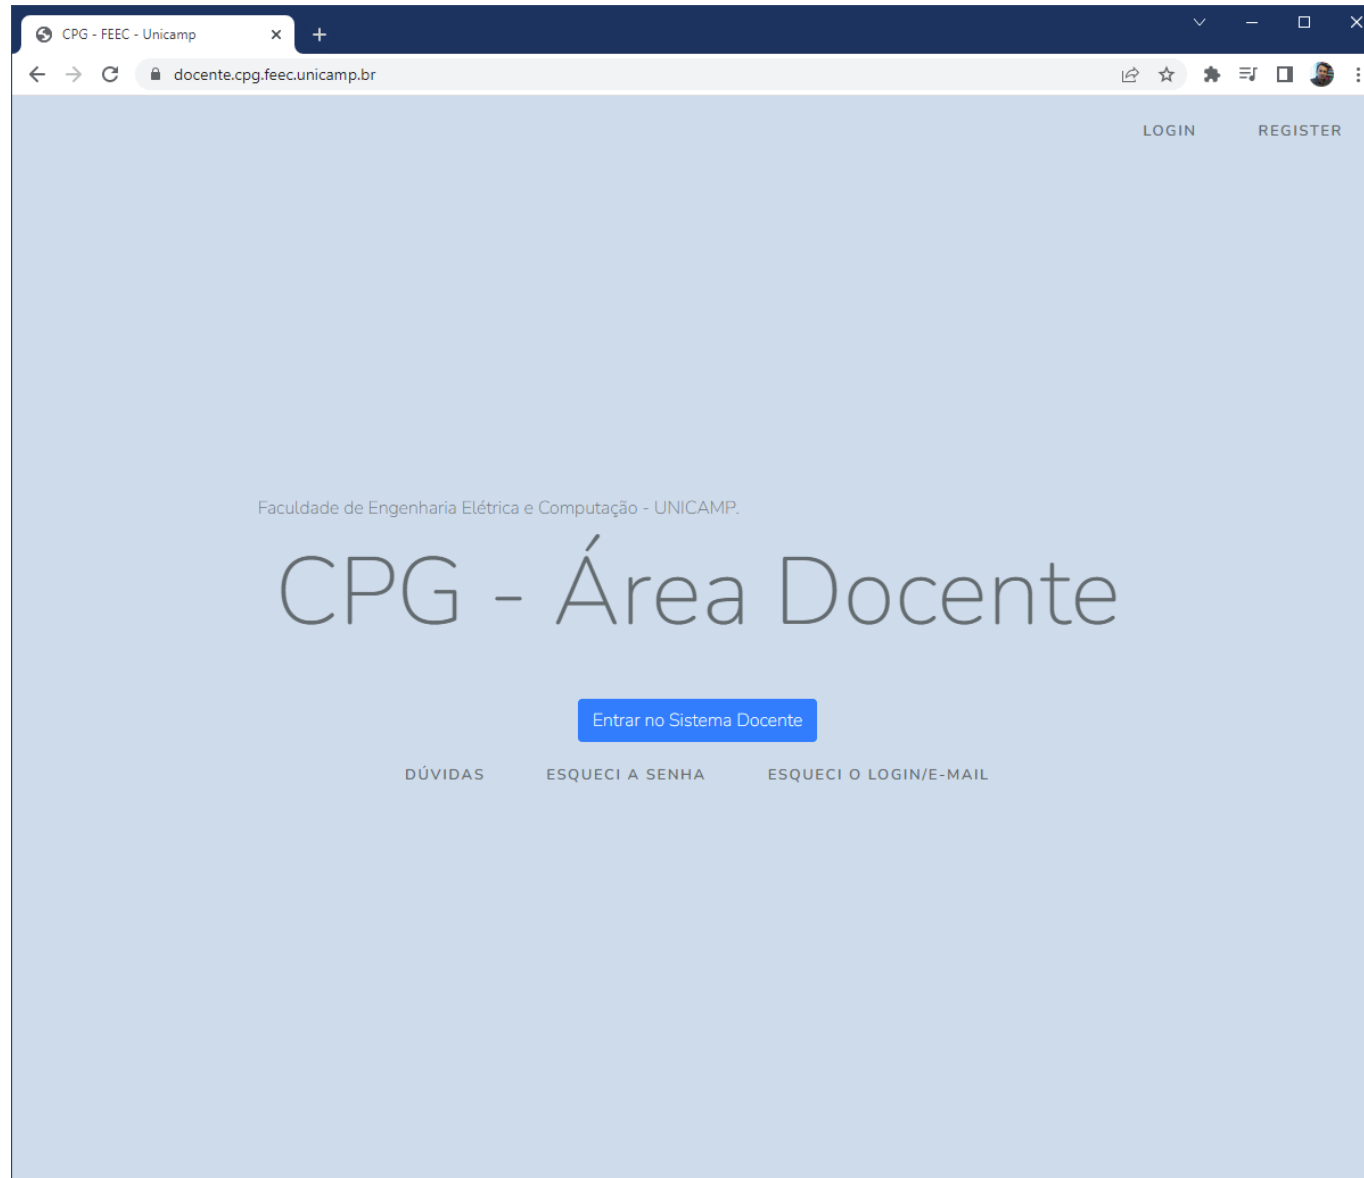 CPG - FEEC - Unicamp
docente.cpg.feec.unicamp.br
LOGIN REGISTER
Faculdade de Engenharia Elétrica e Computação - UNICAMP.
CPG - Área Docente
Entrar no Sistema Docente
DÚVIDAS ESQUECI A SENHA ESQUECI O LOGIN/E-MAIL